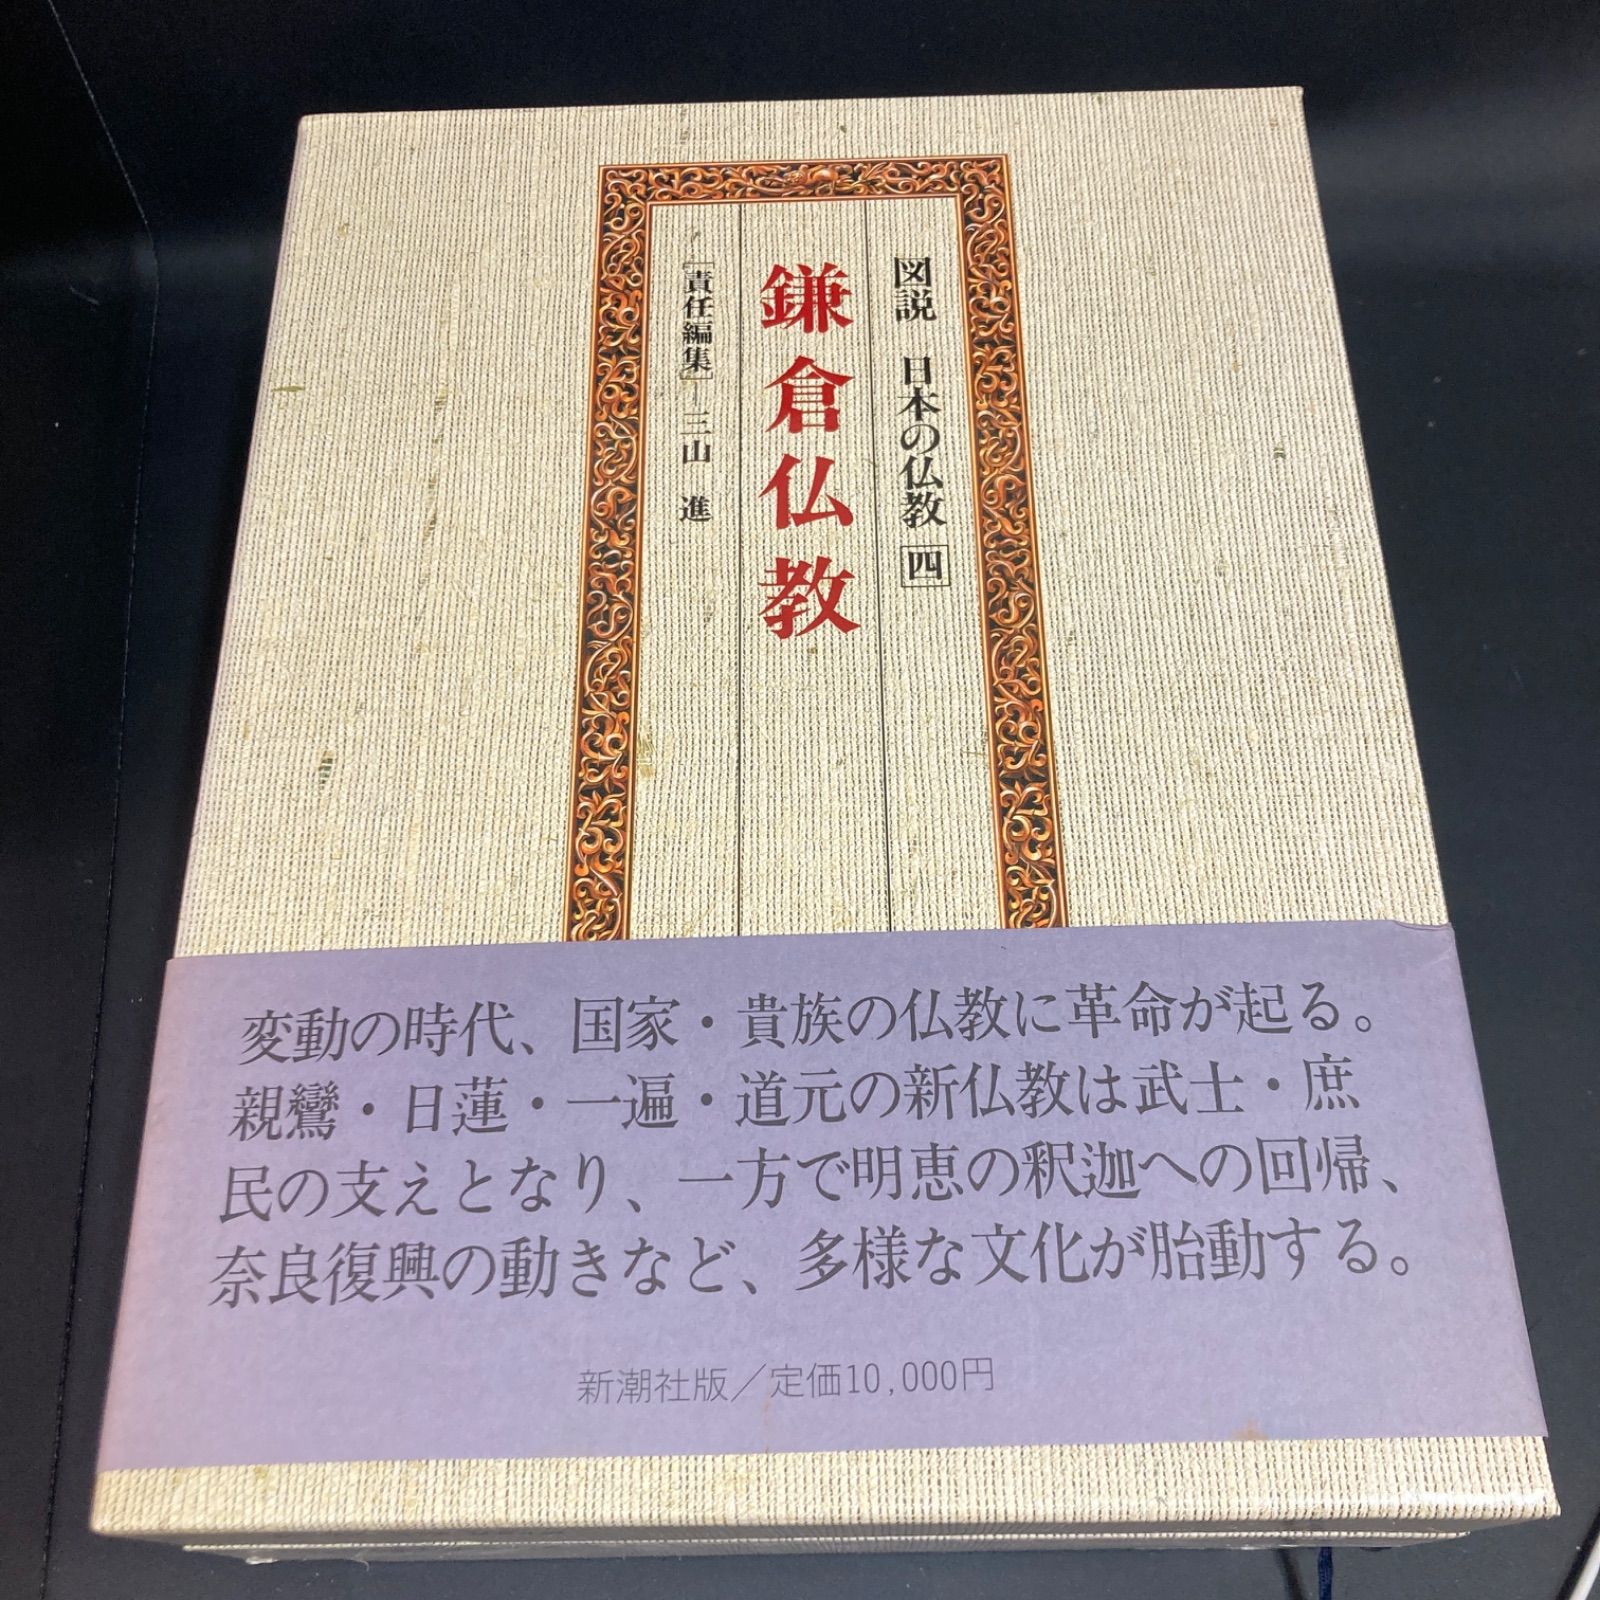 図説 日本の仏教 [四]
鎌倉仏教
[責任編集] 三山 進
変動の時代、国家・貴族の仏教に革命が起る。
親鸞・日蓮・一遍・道元の新仏教は武士・庶
民の支えとなり、一方で明恵の釈迦への回帰、
奈良復興の動きなど、多様な文化が胎動する。
新潮社版／定価10,000円